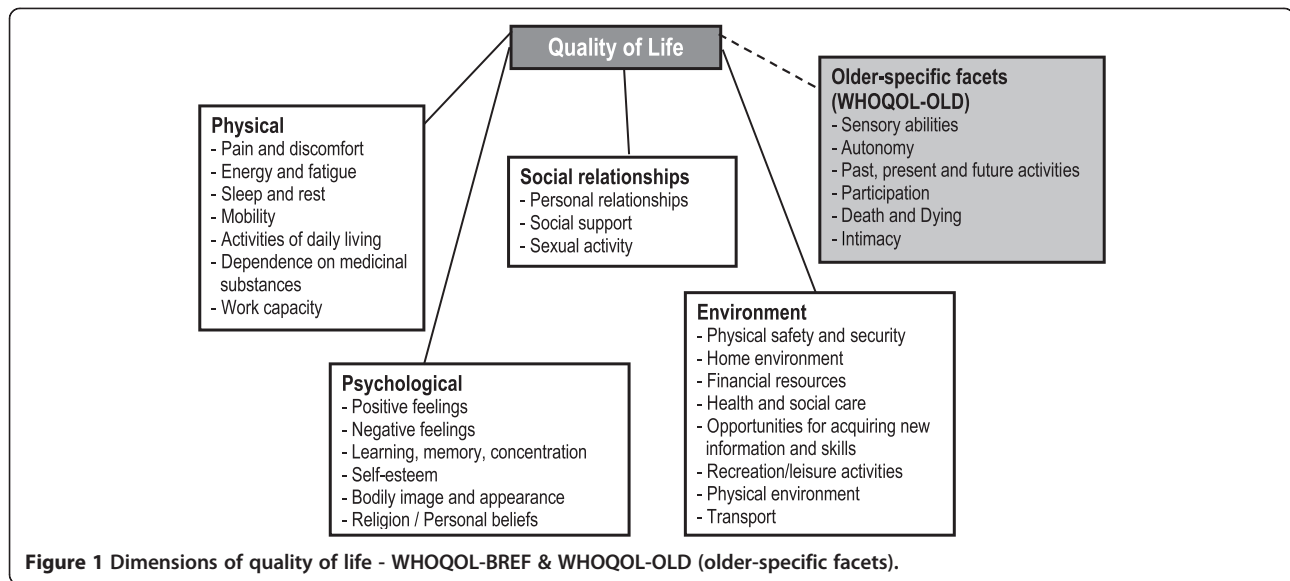 Quality of Life
Physical
- Pain and discomfort
- Energy and fatigue
- Sleep and rest
- Mobility
- Activities of daily living
- Dependence on medicinal
substances
- Work capacity
Psychological
- Positive feelings
- Negative feelings
- Learning, memory, concentration
- Self-esteem
- Bodily image and appearance
- Religion / Personal beliefs
Social relationships
- Personal relationships
- Social support
- Sexual activity
Environment
- Physical safety and security
- Home environment
- Financial resources
- Health and social care
- Opportunities for acquiring new
information and skills
- Recreation/leisure activities
- Physical environment
- Transport
Older-specific facets
(WHOQOL-OLD)
- Sensory abilities
- Autonomy
- Past, present and future activities
- Participation
- Death and Dying
- Intimacy
Figure 1 Dimensions of quality of life - WHOQOL-BREF & WHOQOL-OLD (older-specific facets).